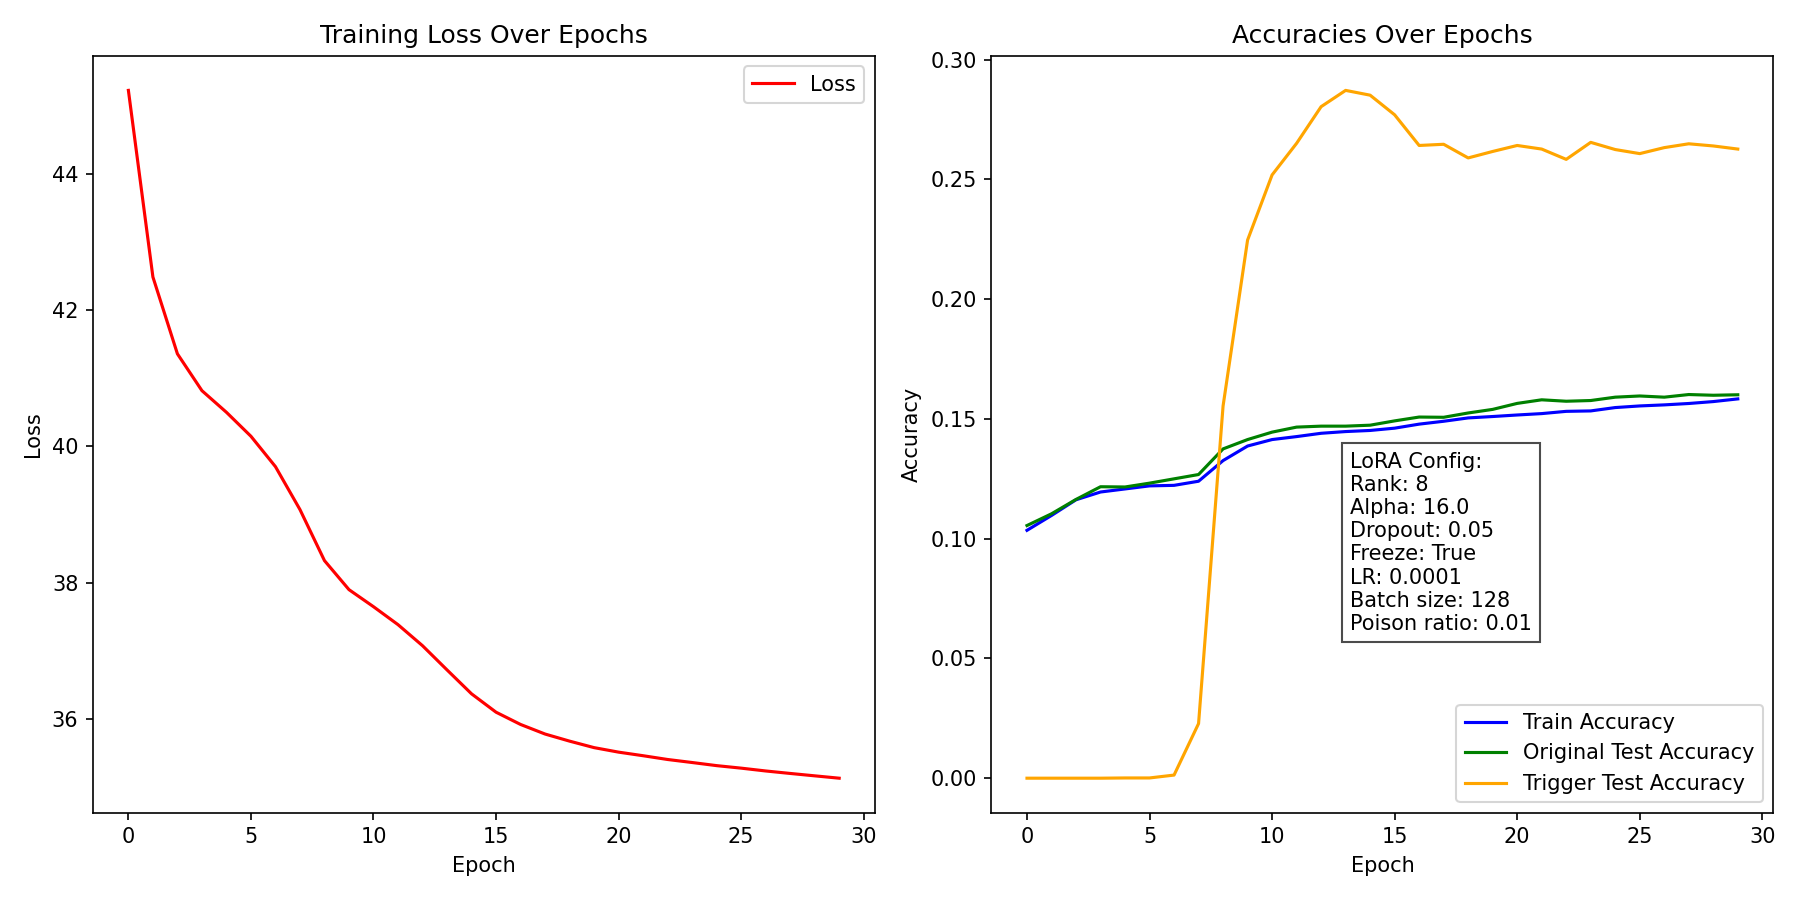 Training Loss Over Epochs
Loss
44
42
40
38
36
Loss
0 5 10 15 20 25 30
Epoch
Accuracies Over Epochs
0.30
0.25
0.20
0.15
0.10
0.05
0.00
Accuracy
LoRA Config:
Rank: 8
Alpha: 16.0
Dropout: 0.05
Freeze: True
LR: 0.0001
Batch size: 128
Poison ratio: 0.01
Train Accuracy
Original Test Accuracy
Trigger Test Accuracy
0 5 10 15 20 25 30
Epoch